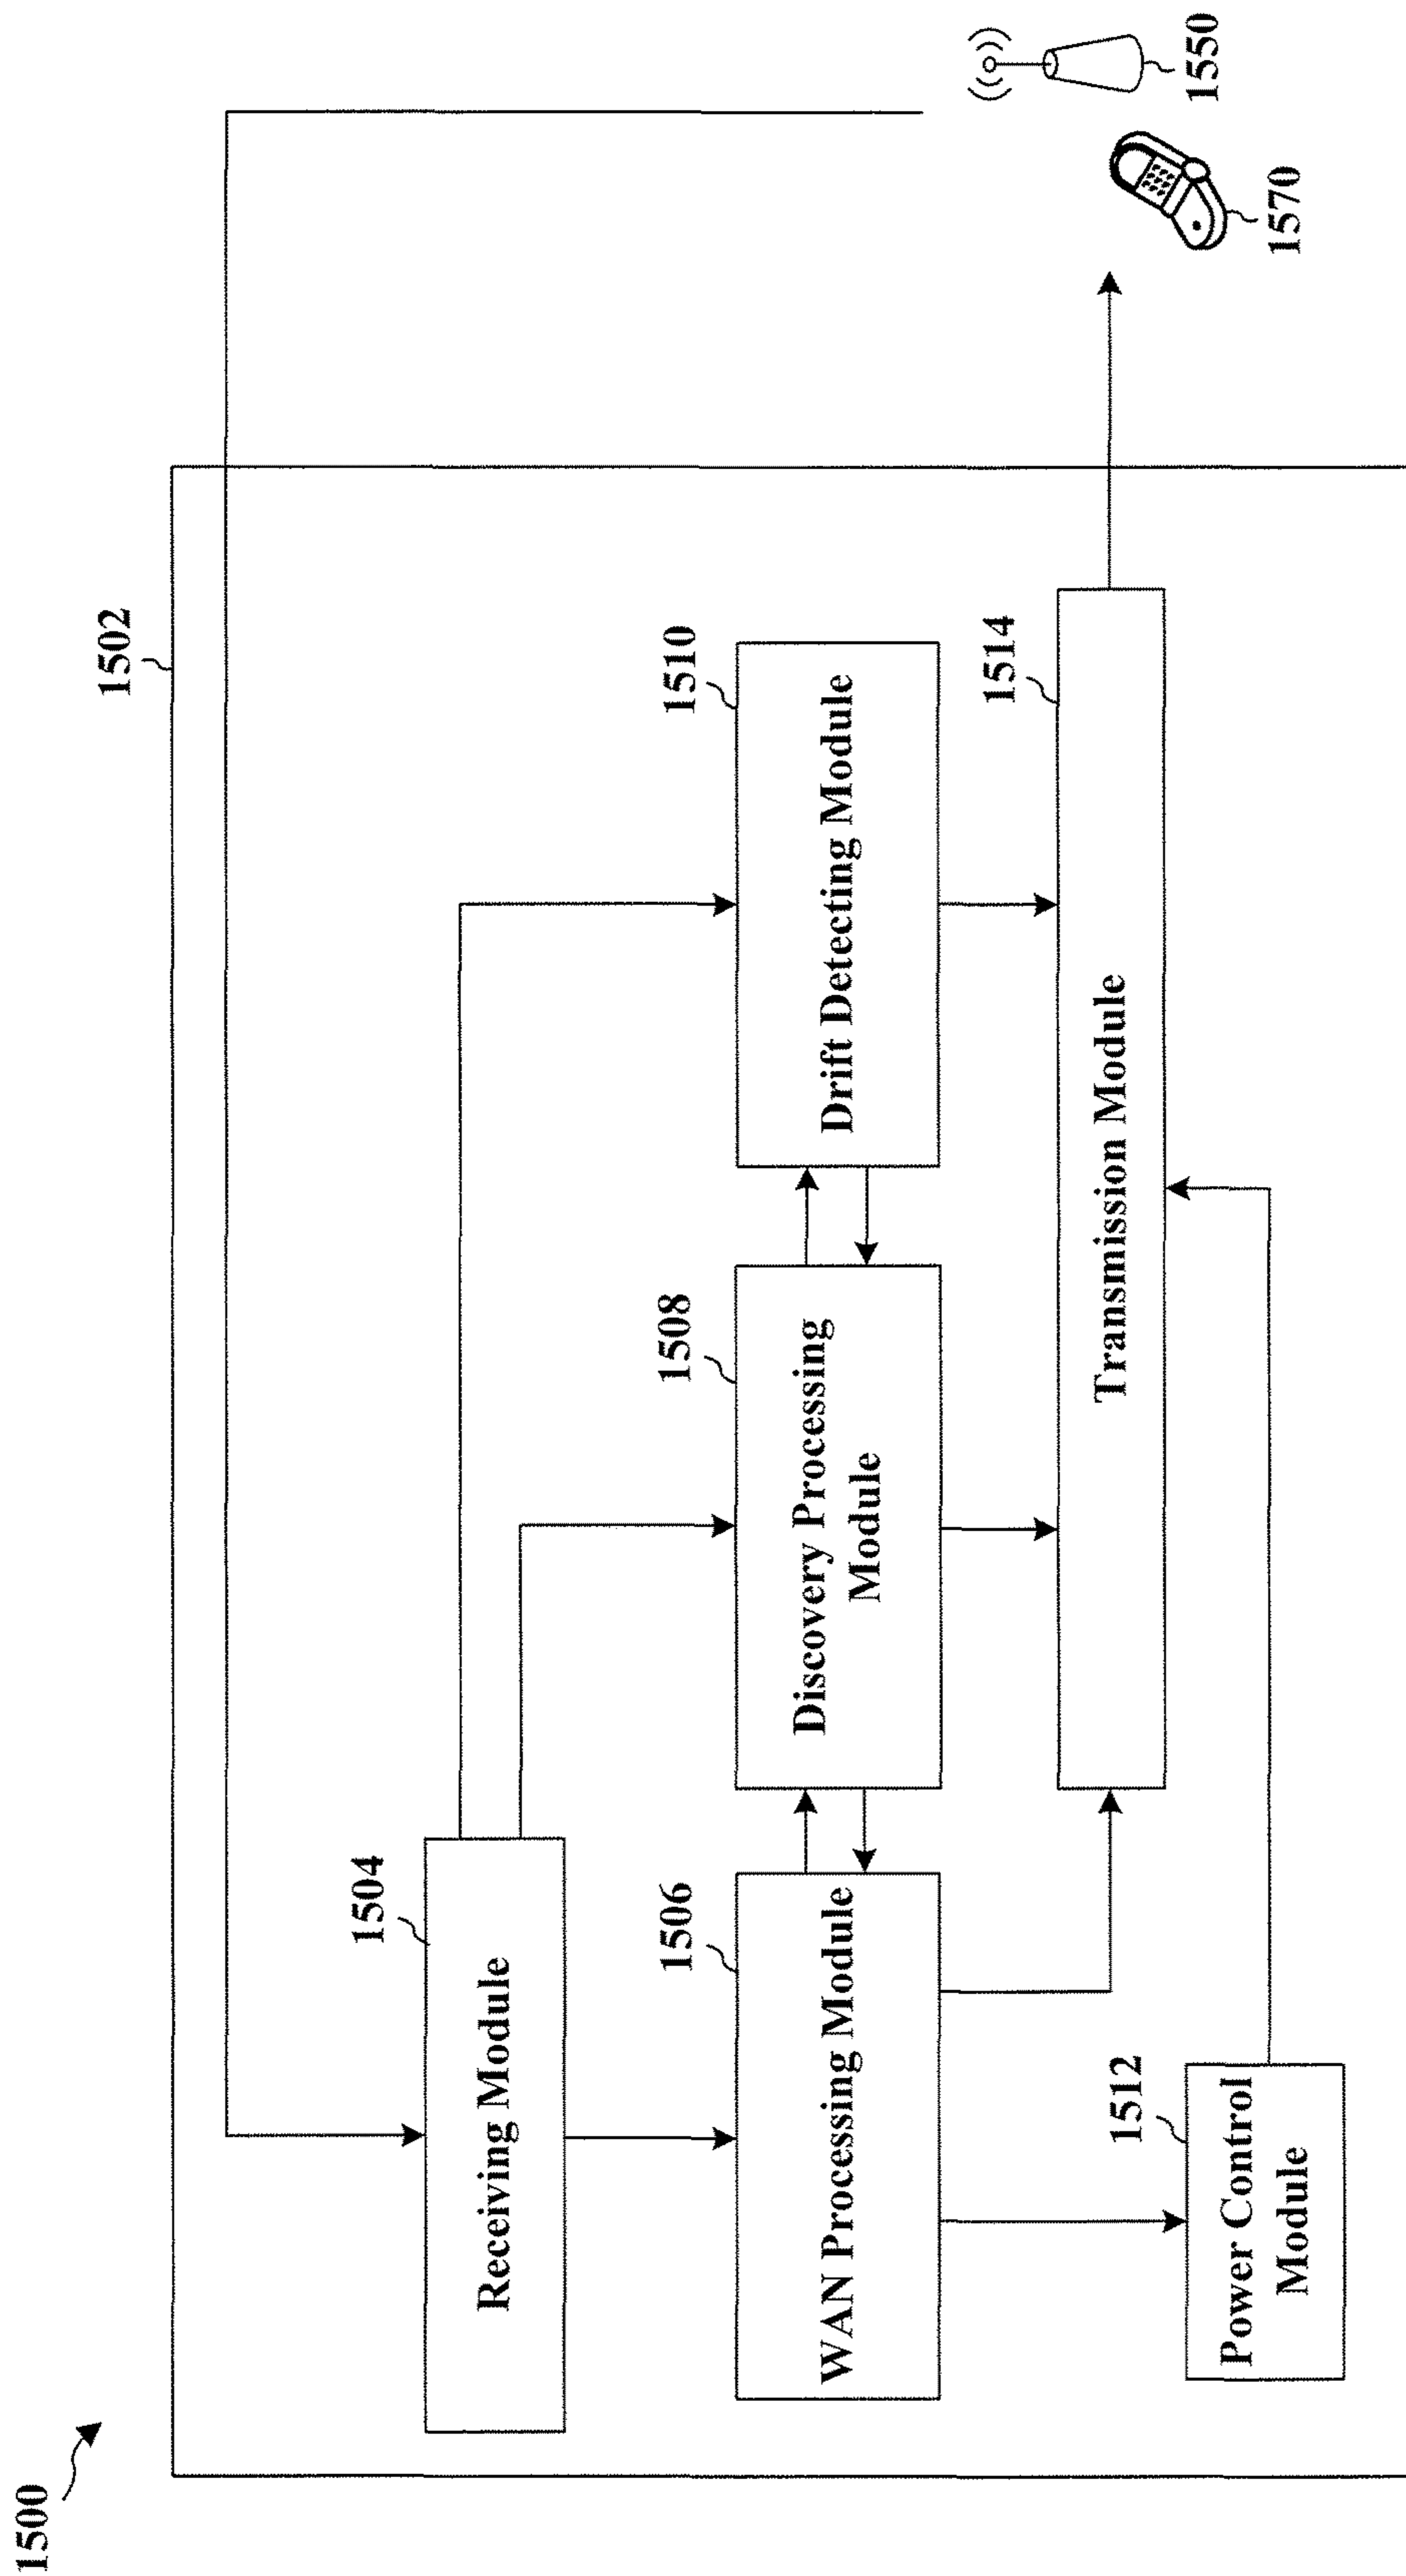 1500
1502
1504
Receiving Module
1506
WAN Processing Module
1508
Discovery Processing
Module
1510
Drift Detecting Module
1512
Power Control
Module
1514
Transmission Module
1550
1570